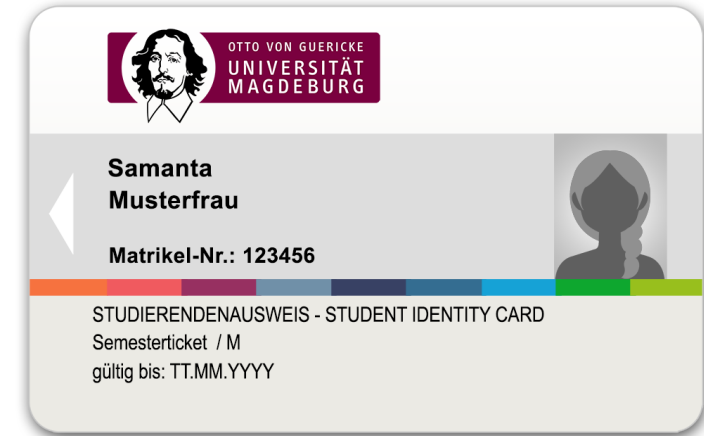 OTTO VON GUERICKE
UNIVERSITÄT
MAGDEBURG
Samanta
Musterfrau
Matrikel-Nr.: 123456
STUDIERENDENAUSWEIS - STUDENT IDENTITY CARD
Semesterticket / M
gültig bis: TT.MM.YYYY